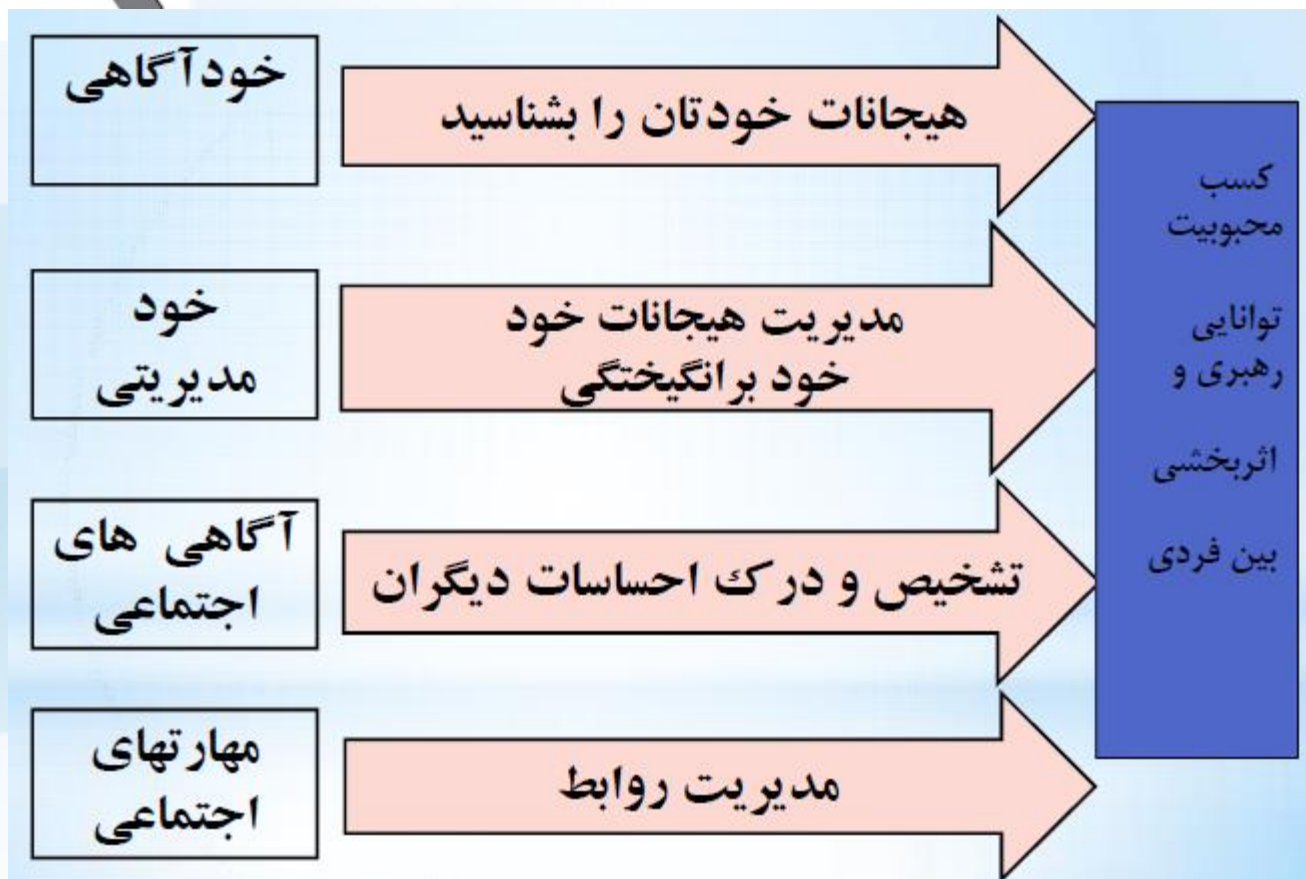 خودآگاهی
هیجانات خودتان را بشناسید
خود
مدیریتی
مدیریت هیجانات خود
خود برانگیختگی
آگاهی های
اجتماعی
تشخیص و درک احساسات دیگران
مهارتهای
اجتماعی
مدیریت روابط
کسب
محبوبیت
توانایی
رهبری و
اثربخشی
بین فردی